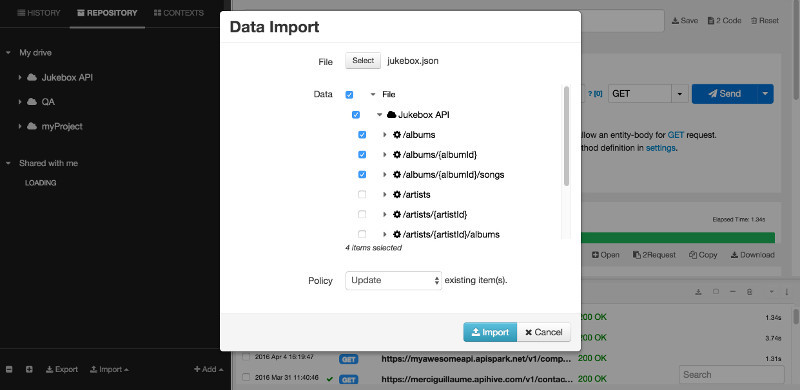 HISTORY REPOSITORY CONTEXTS
My drive
Jukebox API
QA
myProject
Shared with me
LOADING
Export Import Add
Data Import
File Select jukebox.json
Data File
Jukebox API
/albums
/albums/{albumId}
/albums/{albumId}/songs
/artists
/artists/{artistId}
/artists/{artistId}/albums
4 items selected
Policy Update existing item(s).
Import Cancel
Save 2 Code Reset
? [0] GET Send
llow an entity-body for GET request.
thod definition in settings.
Elapsed Time: 1.34s
Open 2Request Copy Download
200 OK 1.34s
200 OK 3.74s
2016 Apr 4 16:19:47 GET https://myawesomeapi.apispark.net/v1/comp... 200 OK 1.31s
2016 Mar 31 11:40:46 GET https://merciguillaume.apihive.com/v1/contac... 200 OK
Search